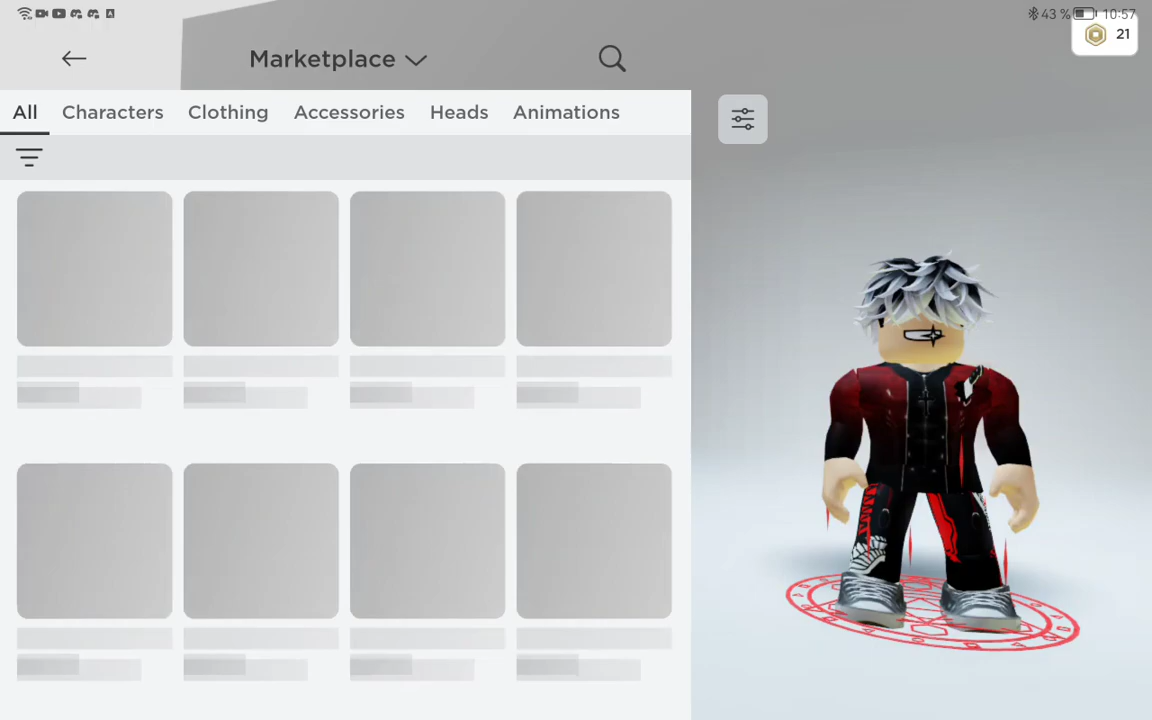 43 % 10:57
21
Marketplace
All Characters Clothing Accessories Heads Animations